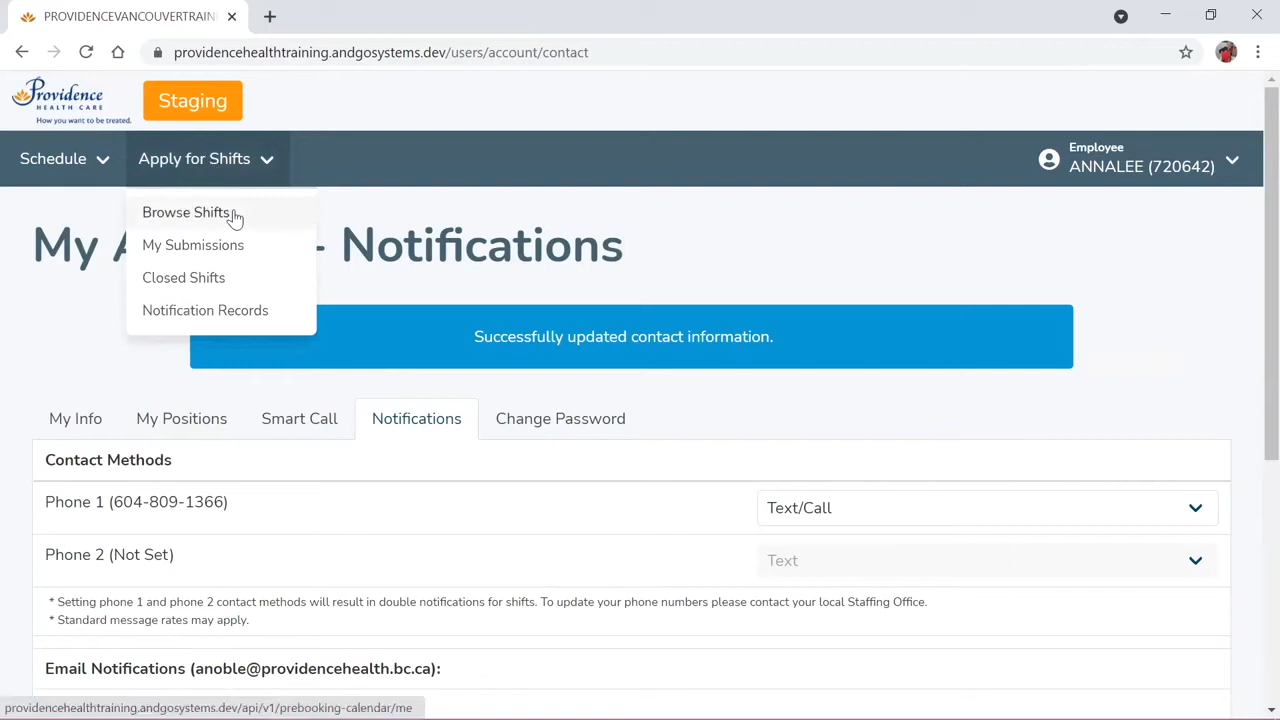 PROVIDENCEVANCOUVERTRAIN
providencehealthtraining.andgosystems.dev/users/account/contact
Providence
HEALTH CARE
How you want to be treated.
Staging
Schedule
Apply for Shifts
Employee
ANNALEE (720642)
Browse Shifts
My Submissions
Closed Shifts
Notification Records
My A - Notifications
Successfully updated contact information.
My Info
My Positions
Smart Call
Notifications
Change Password
Contact Methods
Phone 1 (604-809-1366)
Text/Call
Phone 2 (Not Set)
Text
* Setting phone 1 and phone 2 contact methods will result in double notifications for shifts. To update your phone numbers please contact your local Staffing Office.
* Standard message rates may apply.
Email Notifications (anoble@providencehealth.bc.ca):
providencehealthtraining.andgosystems.dev/api/v1/prebooking-calendar/me